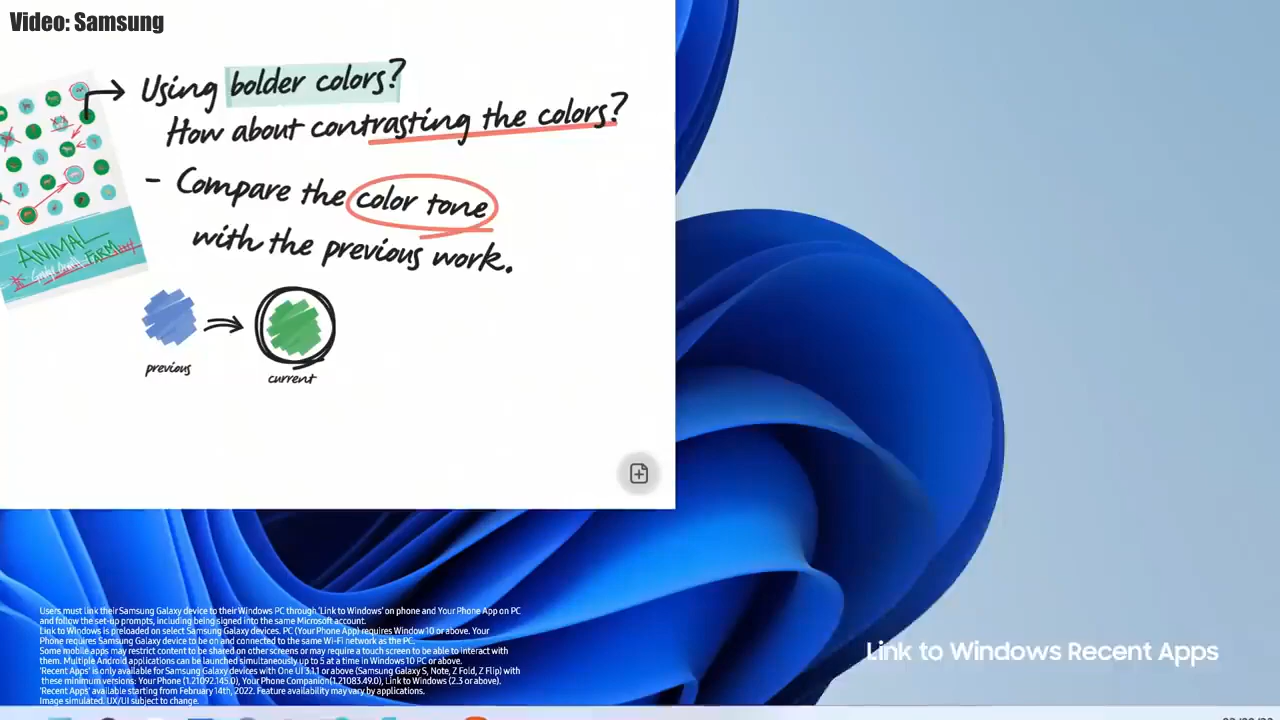 Video: Samsung
Using bolder colors?
How about contrasting the colors?
- Compare the color tone
with the previous work.
ANIMAL
FARM
previous
current
Users must link their Samsung Galaxy device to their Windows PC through 'Link to Windows' on phone and Your Phone App on PC
and follow the set-up prompts, including being signed into the same Microsoft account.
Link to Windows is preloaded on select Samsung Galaxy devices. PC (Your Phone App) requires Window 10 or above. Your
Phone requires Samsung Galaxy device to be on and connected to the same Wi-Fi network as the PC.
Some mobile apps may restrict content to be shared on other screens or may require a touch screen to be able to interact with
them. Multiple Android applications can be launched simultaneously up to 5 at a time in Windows 10 PC or above.
'Recent Apps' is only available for Samsung Galaxy devices with One UI 3.1.1 or above (Samsung Galaxy S, Note, Z Fold, Z Flip) with
these minimum versions: Your Phone (1.21092.145.0), Your Phone Companion (1.21083.49.0), Link to Windows (2.3 or above).
'Recent Apps' available starting from February 14th, 2022. Feature availability may vary by applications.
Image simulated. UX/UI subject to change.
Link to Windows Recent Apps